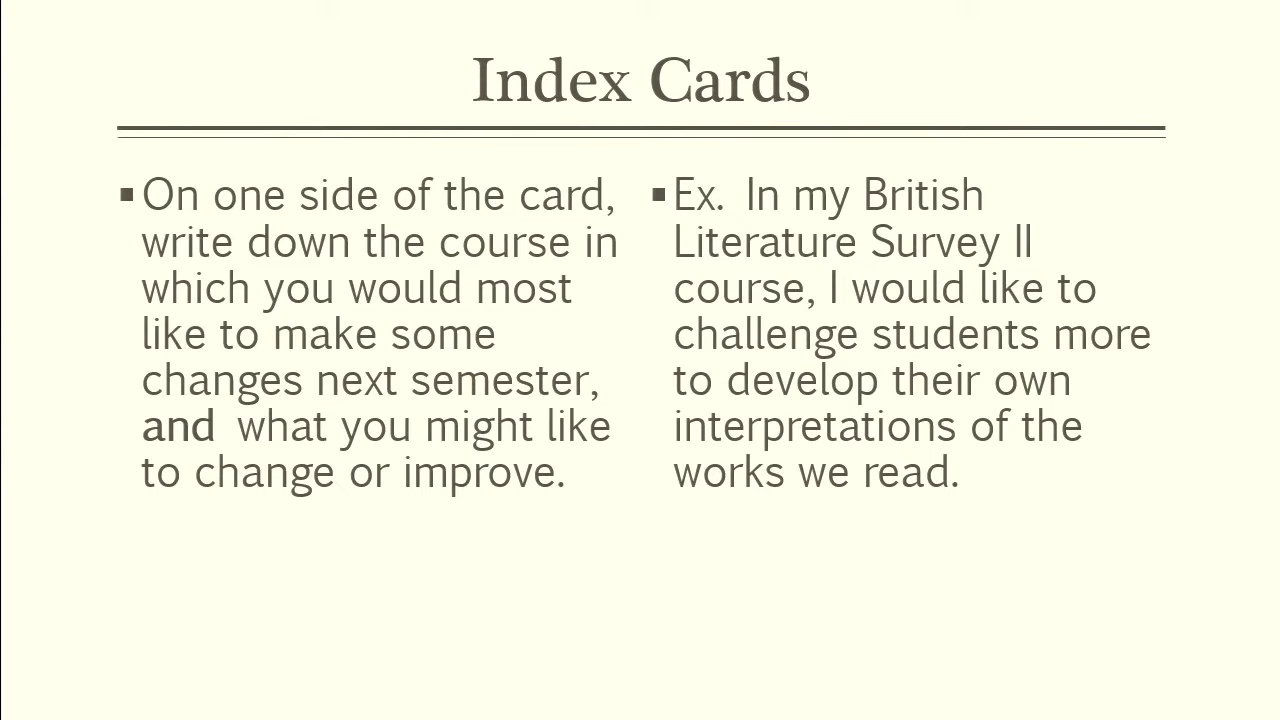 Index Cards
▪ On one side of the card,
write down the course in
which you would most
like to make some
changes next semester,
and what you might like
to change or improve.
▪ Ex. In my British
Literature Survey II
course, I would like to
challenge students more
to develop their own
interpretations of the
works we read.